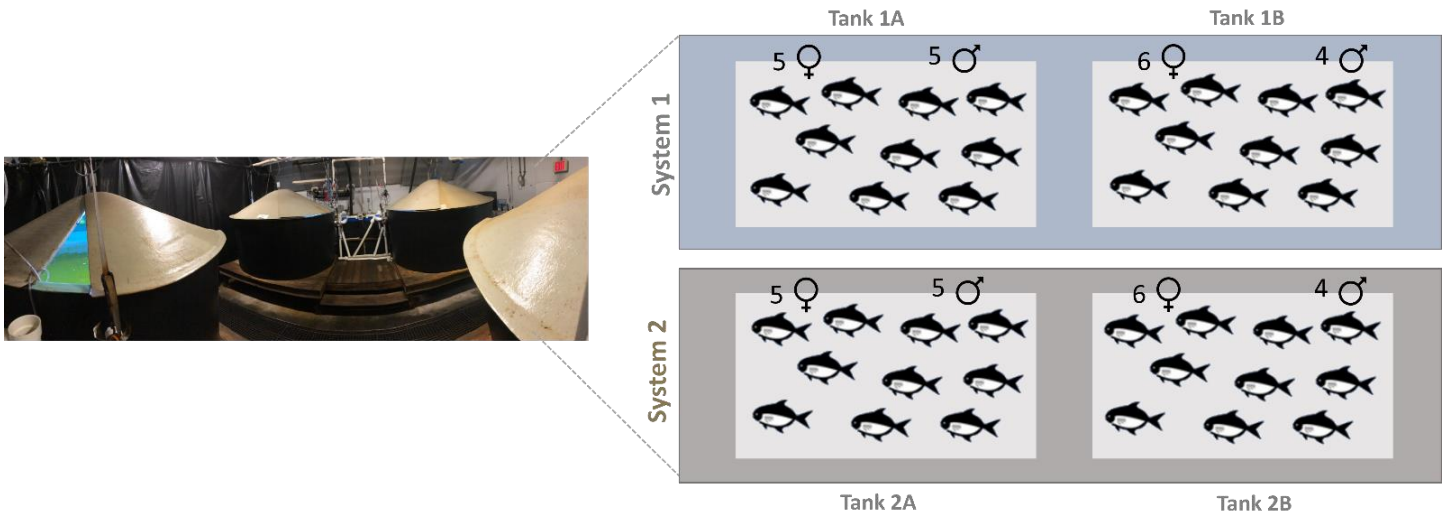 Tank 1A
Tank 1B
System 1
5 ♀ 5 ♂
6 ♀ 4 ♂
System 2
5 ♀ 5 ♂
6 ♀ 4 ♂
Tank 2A
Tank 2B